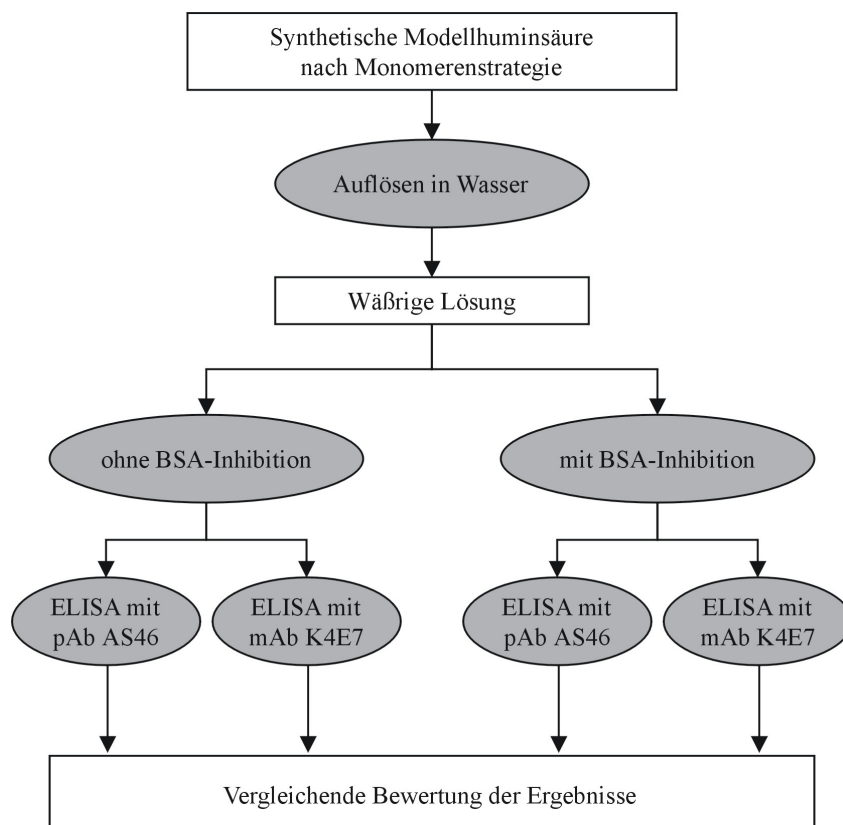 Synthetische Modellhuminsäure
nach Monomerenstrategie
Auflösen in Wasser
Wäßrige Lösung
ohne BSA-Inhibition
mit BSA-Inhibition
ELISA mit
pAb AS46
ELISA mit
mAb K4E7
ELISA mit
pAb AS46
ELISA mit
mAb K4E7
Vergleichende Bewertung der Ergebnisse